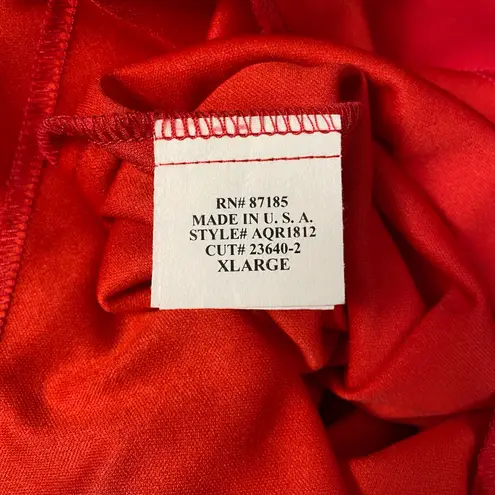 RN# 87185
MADE IN U. S. A.
STYLE# AQR1812
CUT# 23640-2
XLARGE